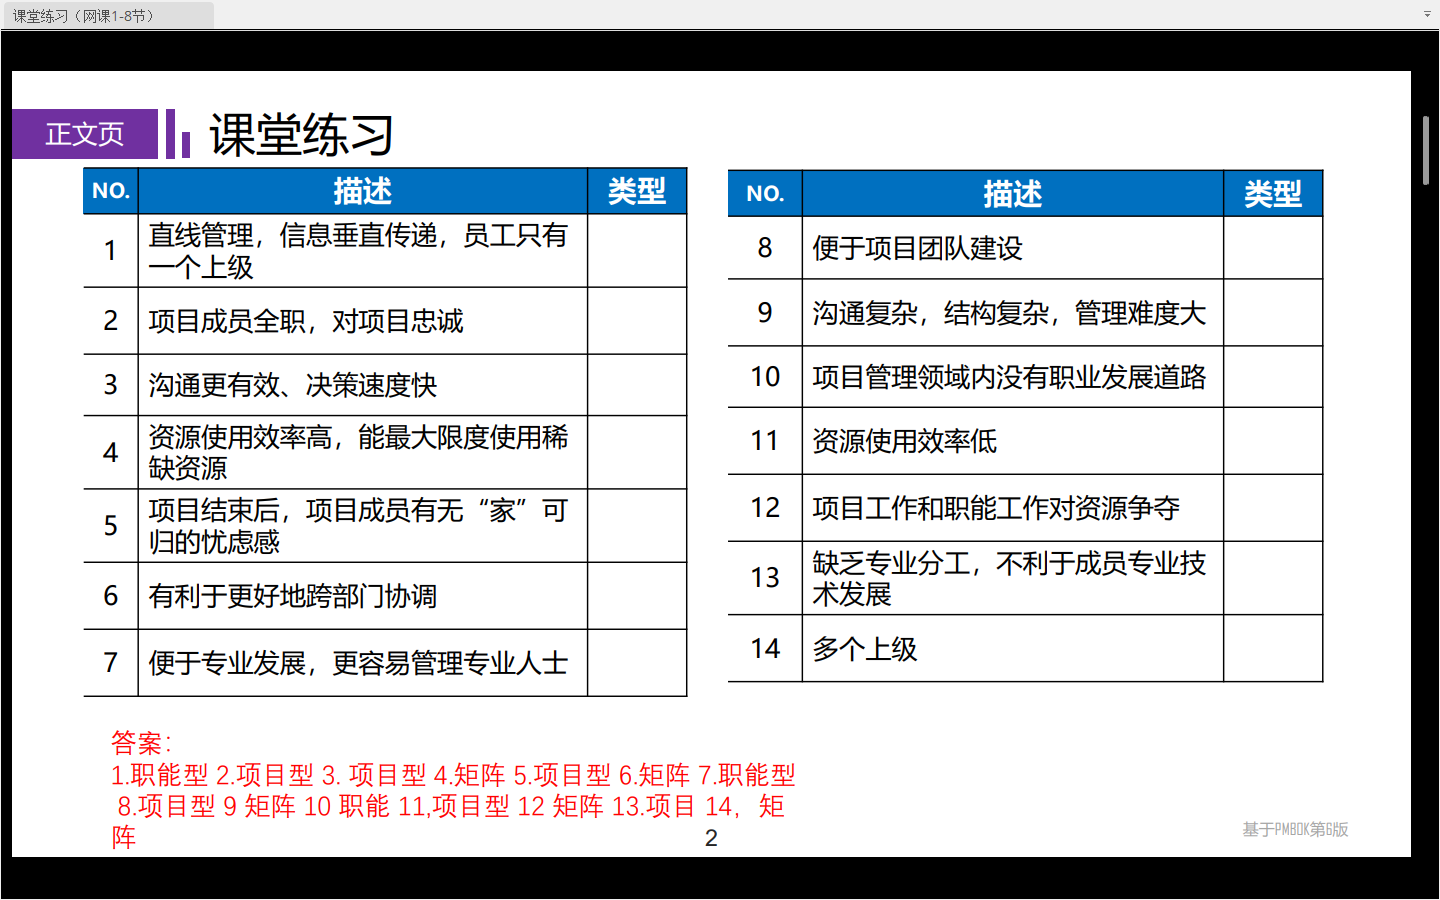 课堂练习（网课1-8节）
正文页
课堂练习
NO. 描述 类型
1 直线管理，信息垂直传递，员工只有
一个上级
2 项目成员全职，对项目忠诚
3 沟通更有效、决策速度快
4 资源使用效率高，能最大限度使用稀
缺资源
5 项目结束后，项目成员有无“家”可
归的忧虑感
6 有利于更好地跨部门协调
7 便于专业发展，更容易管理专业人士
NO. 描述 类型
8 便于项目团队建设
9 沟通复杂，结构复杂，管理难度大
10 项目管理领域内没有职业发展道路
11 资源使用效率低
12 项目工作和职能工作对资源争夺
13 缺乏专业分工，不利于成员专业技
术发展
14 多个上级
答案：
1.职能型 2.项目型 3. 项目型 4.矩阵 5.项目型 6.矩阵 7.职能型
8.项目型 9 矩阵 10 职能 11,项目型 12 矩阵 13.项目 14，矩
阵
2
基于PMBOK第6版